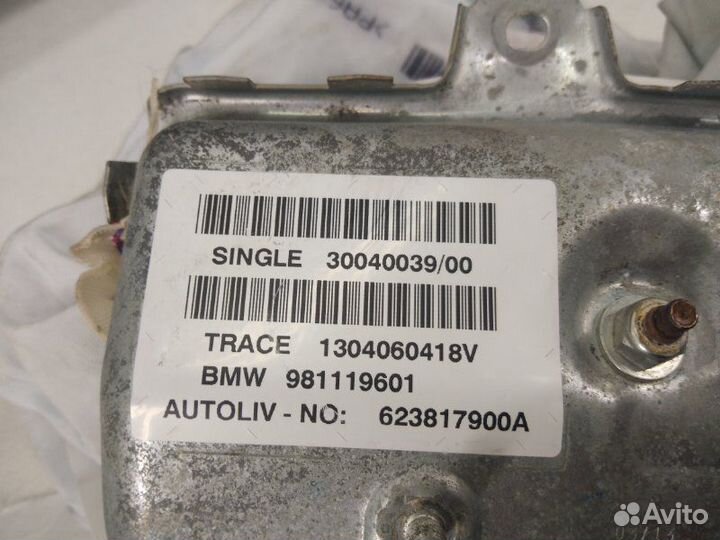 SINGLE 30040039/00
TRACE 1304060418V
BMW 981119601
AUTOLIV - NO: 623817900A
Avito